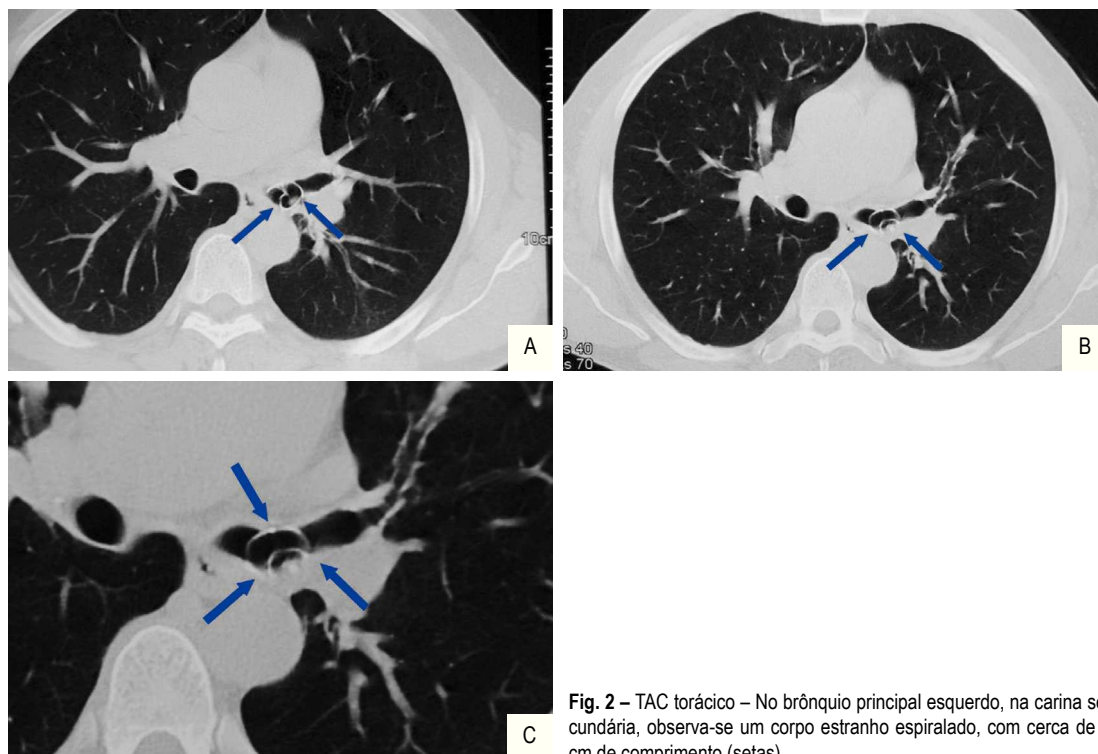 10cm
A
s 40
s 70
B
C
Fig. 2 – TAC torácico – No brônquio principal esquerdo, na carina se
cundária, observa-se um corpo estranho espiralado, com cerca de
cm de comprimento (setas)